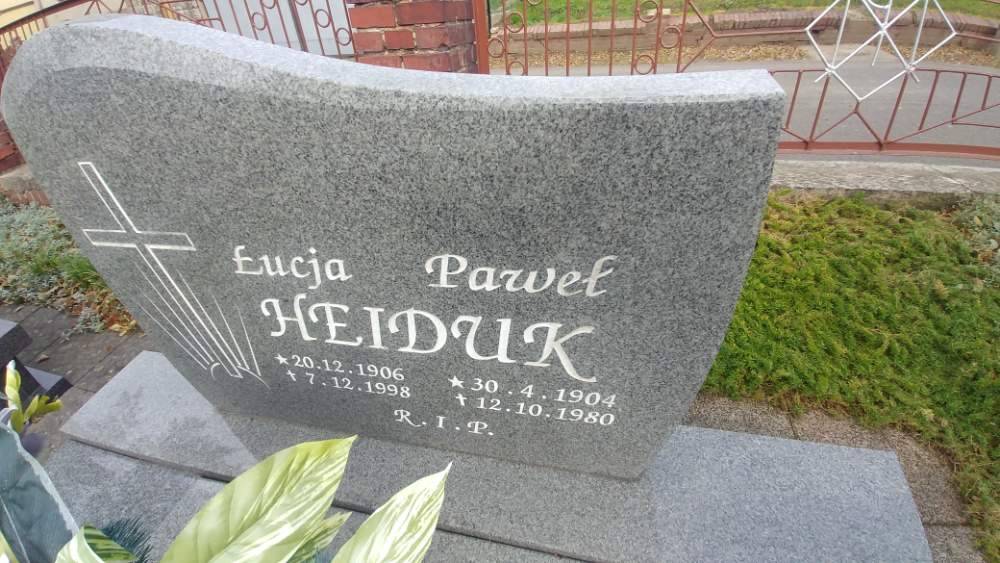 Łucja Paweł
HEIDUK
★20.12.1906 ★30.4.1904
✝7.12.1998 ✝12.10.1980
R.I.P.